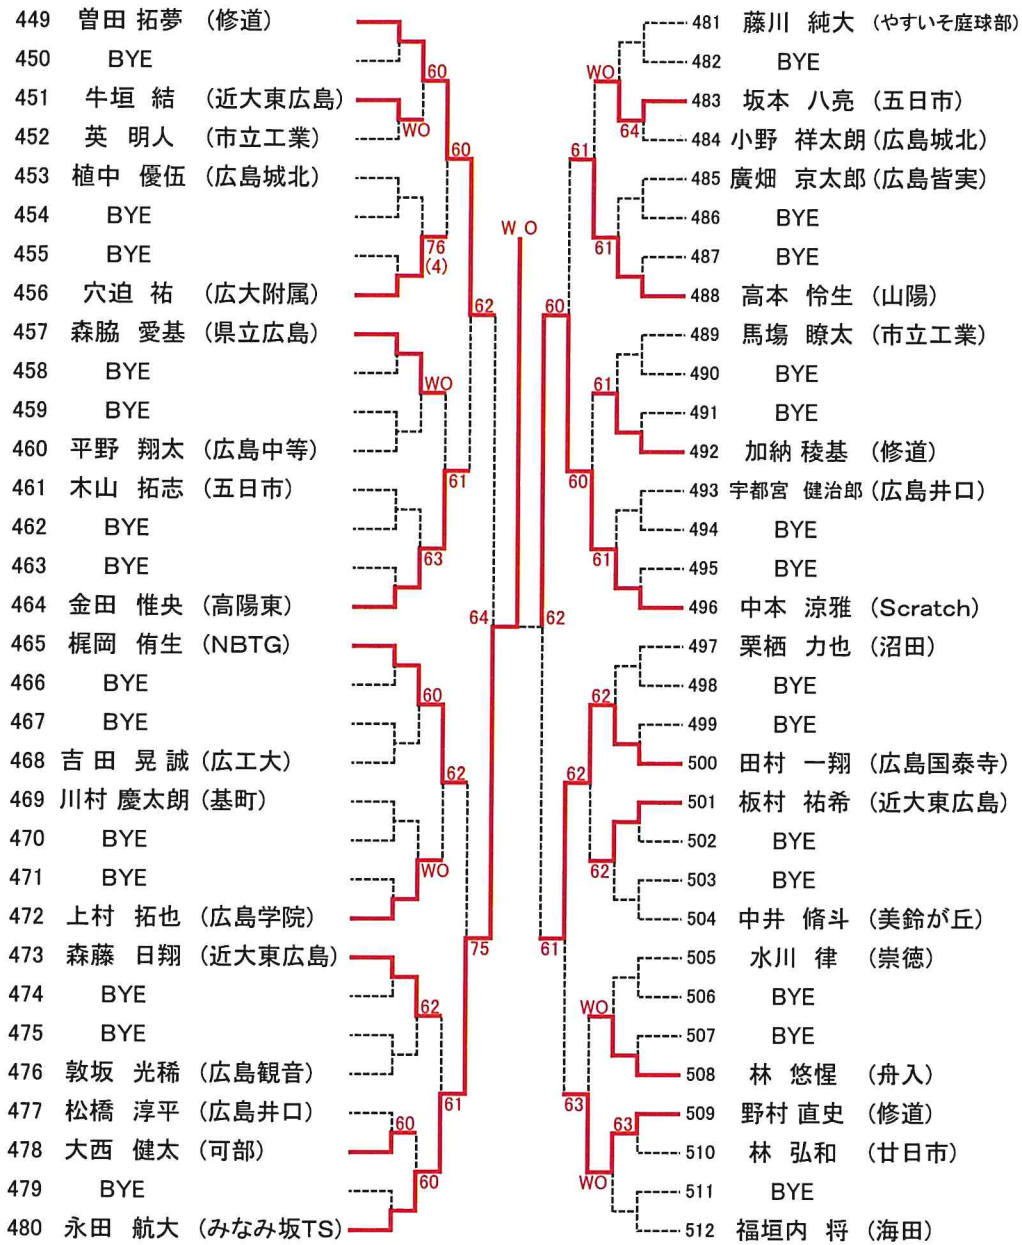 449 曽田 拓夢 (修道)
450 BYE
451 牛垣 結 (近大東広島)
452 英 明人 (市立工業)
453 植中 優伍 (広島城北)
454 BYE
455 BYE
456 穴迫 祐 (広大附属)
457 森脇 愛基 (県立広島)
458 BYE
459 BYE
460 平野 翔太 (広島中等)
461 木山 拓志 (五日市)
462 BYE
463 BYE
464 金田 惟央 (高陽東)
465 梶岡 侑生 (NBTG)
466 BYE
467 BYE
468 吉田 晃誠 (広工大)
469 川村 慶太朗 (基町)
470 BYE
471 BYE
472 上村 拓也 (広島学院)
473 森藤 日翔 (近大東広島)
474 BYE
475 BYE
476 敦坂 光稀 (広島観音)
477 松橋 淳平 (広島井口)
478 大西 健太 (可部)
479 BYE
480 永田 航大 (みなみ坂TS)
60
WO
76
(4)
WO
63
60
WO
62
60
60
60
61
62
61
62
75
64
W O
62
60
61
61
60
62
63
WO
61
61
61
62
62
WO
WO
64
63
481 藤川 純大 (やすいそ庭球部)
482 BYE
483 坂本 八亮 (五日市)
484 小野 祥太朗 (広島城北)
485 廣畑 京太郎 (広島皆実)
486 BYE
487 BYE
488 高本 怜生 (山陽)
489 馬塲 瞭太 (市立工業)
490 BYE
491 BYE
492 加納 稜基 (修道)
493 宇都宮 健治郎 (広島井口)
494 BYE
495 BYE
496 中本 涼雅 (Scratch)
497 栗栖 力也 (沼田)
498 BYE
499 BYE
500 田村 一翔 (広島国泰寺)
501 板村 祐希 (近大東広島)
502 BYE
503 BYE
504 中井 脩斗 (美鈴が丘)
505 水川 律 (崇徳)
506 BYE
507 BYE
508 林 悠惺 (舟入)
509 野村 直史 (修道)
510 林 弘和 (廿日市)
511 BYE
512 福垣内 将 (海田)